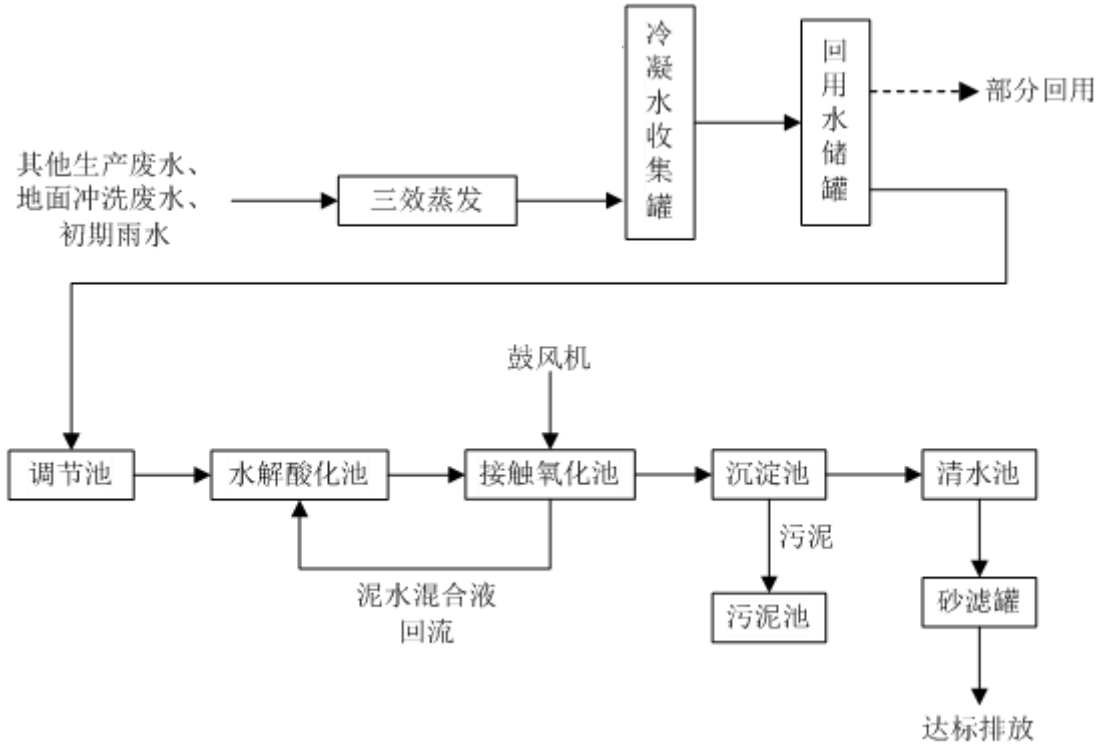 其他生产废水、
地面冲洗废水、
初期雨水
三效蒸发
冷凝水收集罐
回用水储罐
部分回用
鼓风机
调节池
水解酸化池
接触氧化池
沉淀池
清水池
泥水混合液
回流
污泥
污泥池
砂滤罐
达标排放